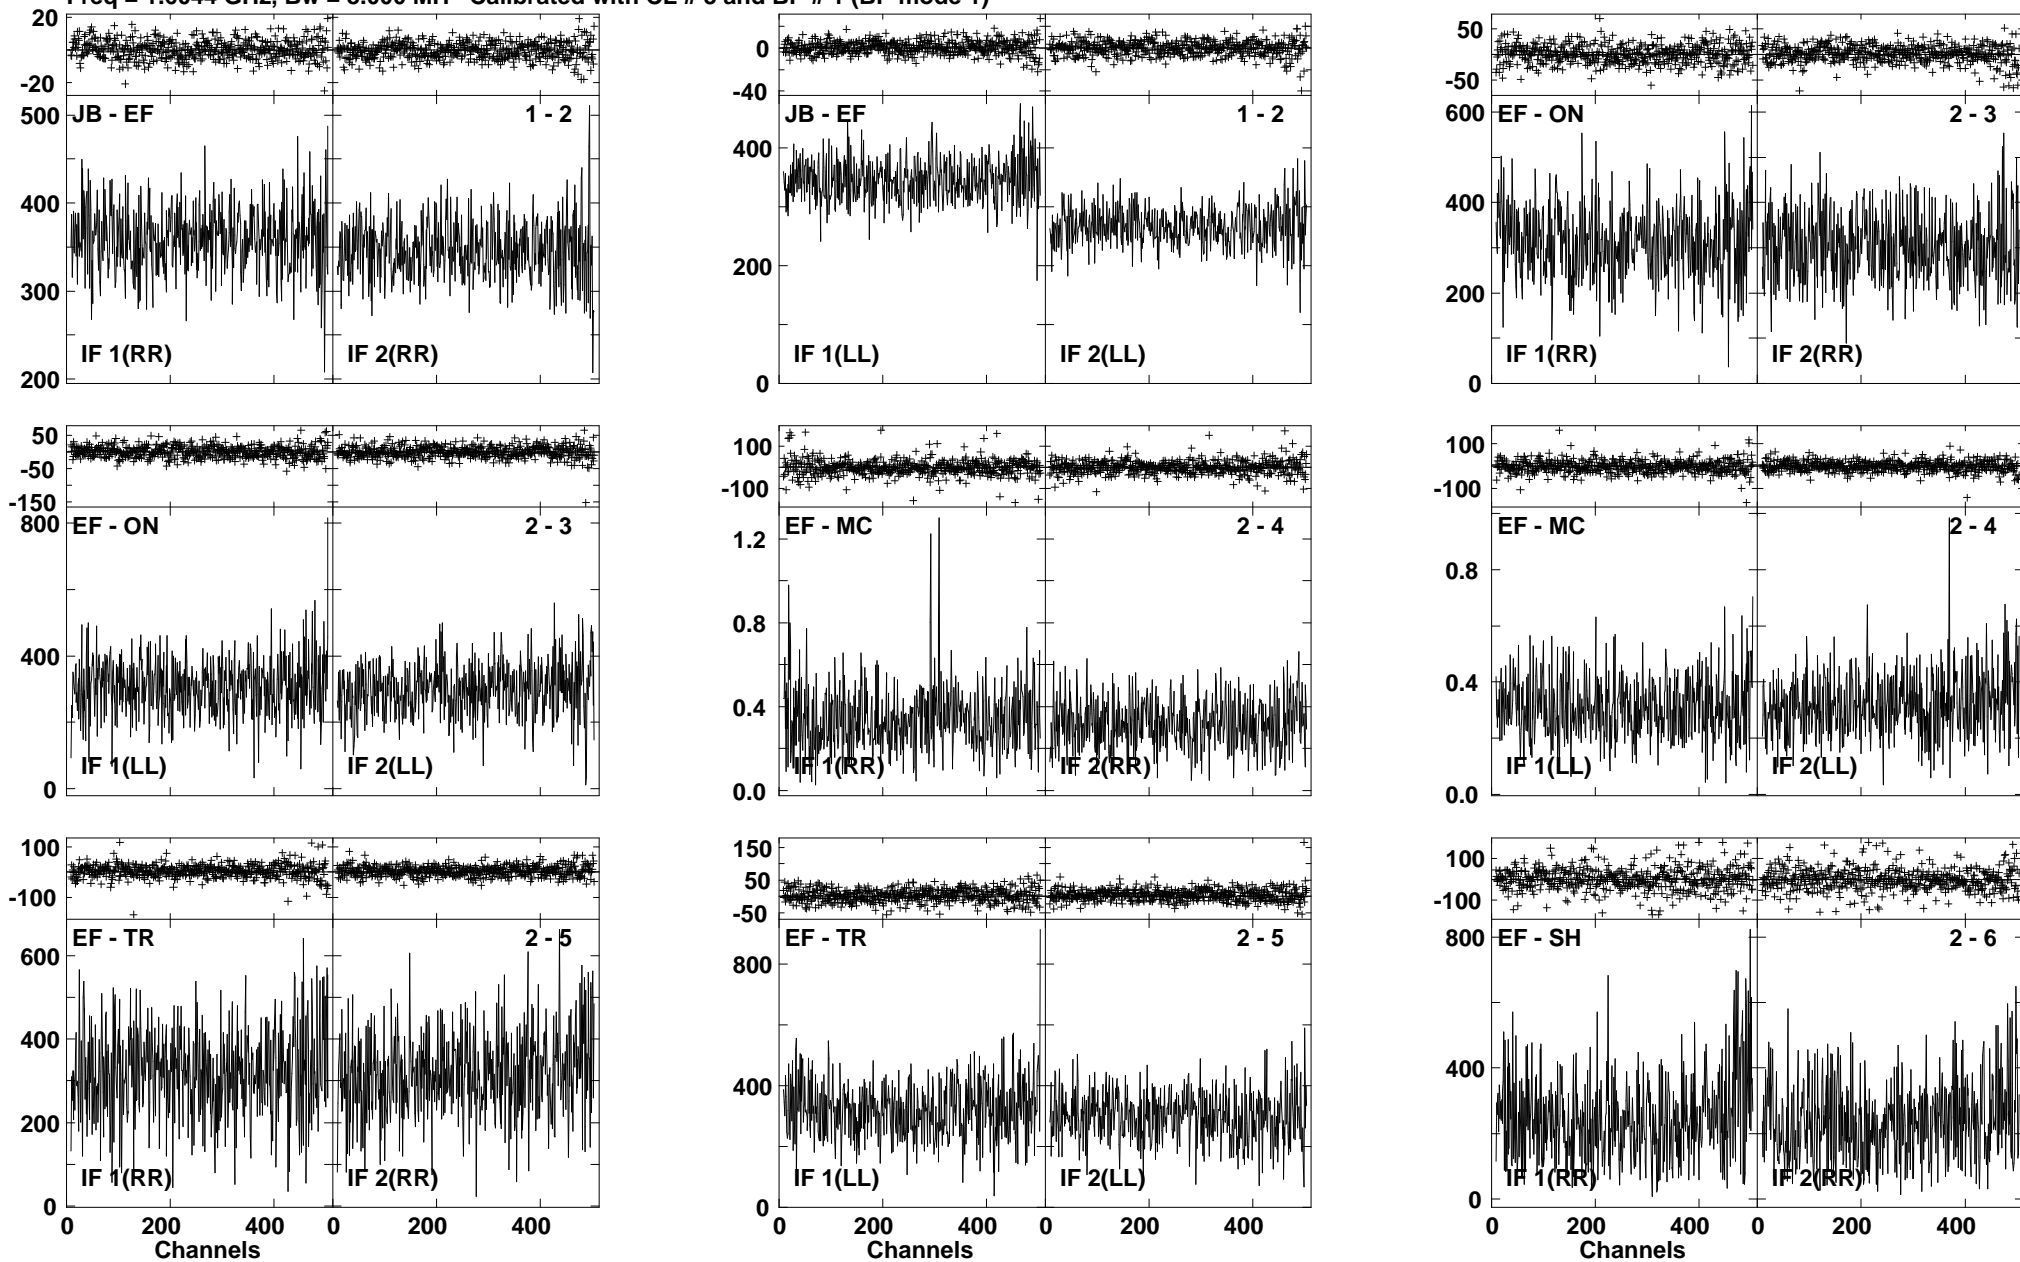 20
-20
500
400
300
200
JB - EF
1 - 2
IF 1(RR)
IF 2(RR)
0
-40
400
200
0
JB - EF
1 - 2
IF 1(LL)
IF 2(LL)
50
-50
600
400
200
0
EF - ON
2 - 3
IF 1(RR)
IF 2(RR)
50
-50
-150
800
400
0
EF - ON
2 - 3
IF 1(LL)
IF 2(LL)
100
-100
1.2
0.8
0.4
0.0
EF - MC
2 - 4
IF 1(RR)
IF 2(RR)
100
-100
0.8
0.4
0.0
EF - MC
2 - 4
IF 1(LL)
IF 2(LL)
100
-100
600
400
200
0
EF - TR
2 - 5
IF 1(RR)
IF 2(RR)
0 200 400 0 200 400
Channels
150
50
-50
800
400
0
EF - TR
2 - 5
IF 1(LL)
IF 2(LL)
0 200 400 0 200 400
Channels
100
-100
800
400
0
EF - SH
2 - 6
IF 1(RR)
IF 2(RR)
0 200 400 0 200 400
Channels